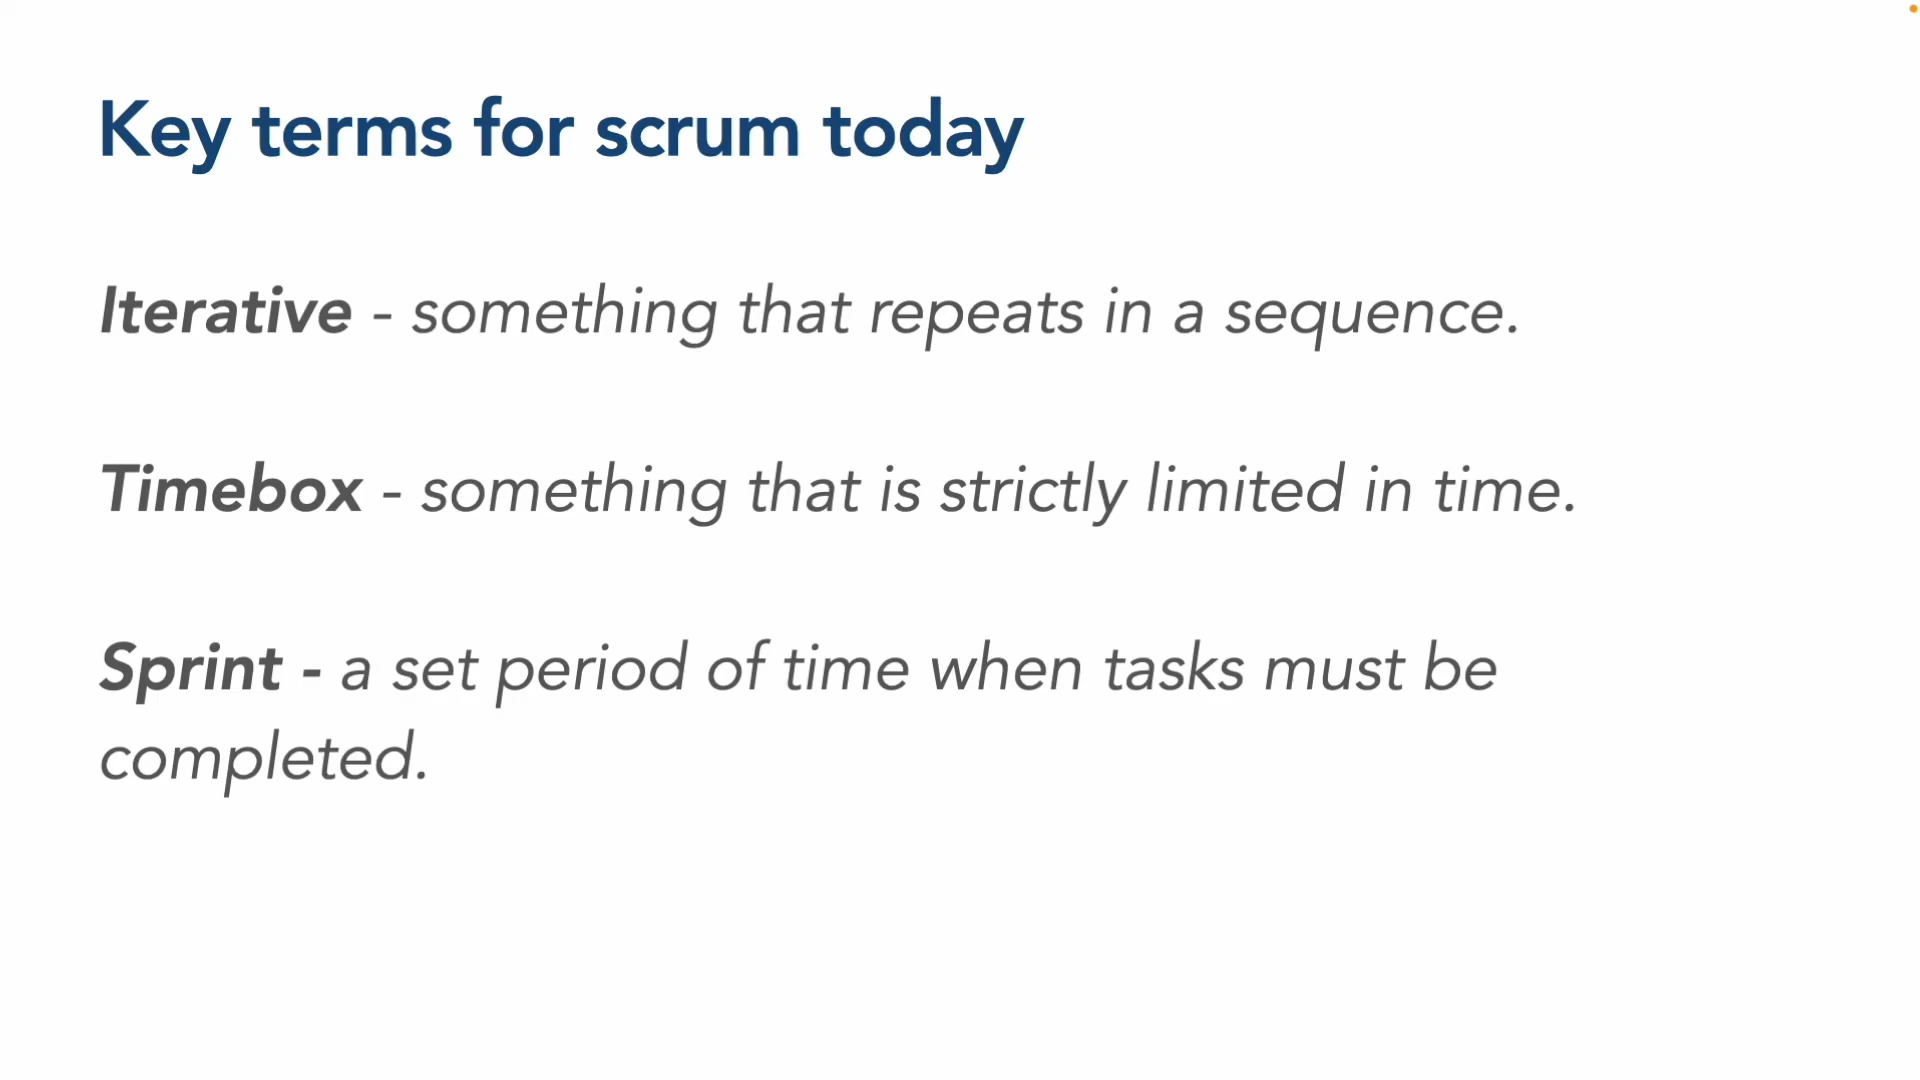 Key terms for scrum today
Iterative - something that repeats in a sequence.
Timebox - something that is strictly limited in time.
Sprint - a set period of time when tasks must be
completed.